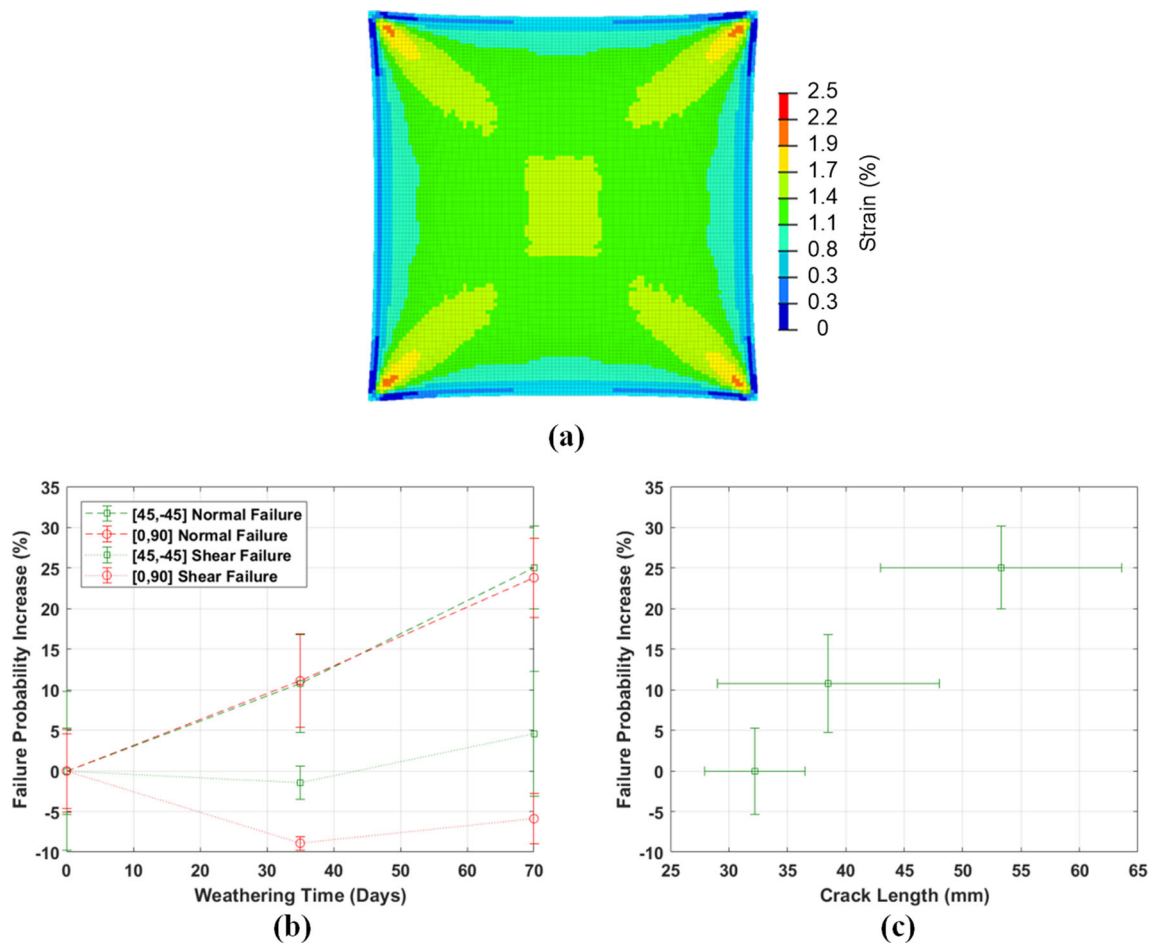 2.5
2.2
1.9
1.7
1.4
1.1
0.8
0.3
0.3
0
Strain (%)
(a)
35
30
25
20
15
10
5
0
-5
-10
Failure Probability Increase (%)
[45,-45] Normal Failure
[0,90] Normal Failure
[45,-45] Shear Failure
[0,90] Shear Failure
0 10 20 30 40 50 60 70
Weathering Time (Days)
(b)
35
30
25
20
15
10
5
0
-5
-10
Failure Probability Increase (%)
25 30 35 40 45 50 55 60 65
Crack Length (mm)
(c)